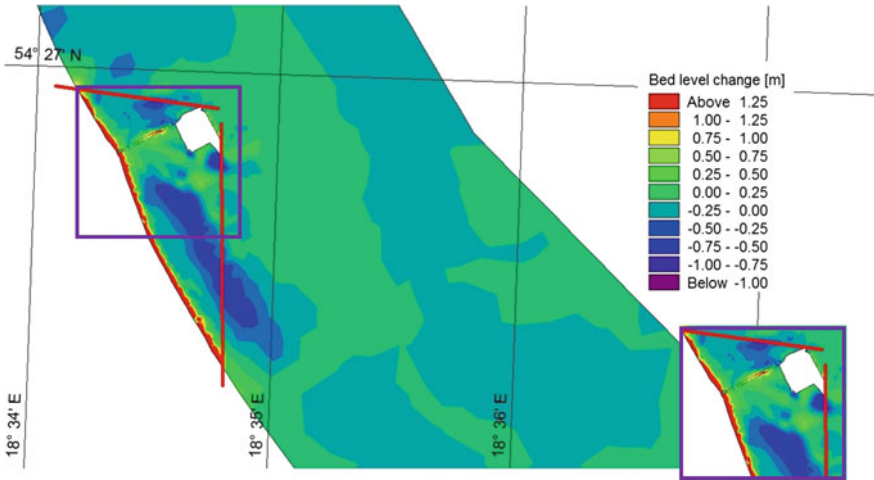 54° 27' N
Bed level change [m]
Above 1.25
1.00 - 1.25
0.75 - 1.00
0.50 - 0.75
0.25 - 0.50
0.00 - 0.25
-0.25 - 0.00
-0.50 - -0.25
-0.75 - -0.50
-1.00 - -0.75
Below -1.00
18° 34' E
18° 35' E
18° 36' E